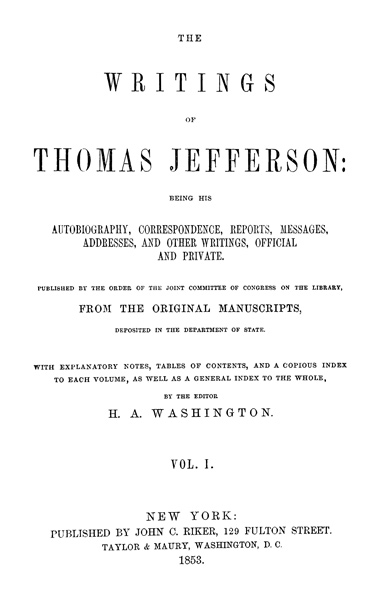 THE
WRITINGS
OF
THOMAS JEFFERSON:
BEING HIS
AUTOBIOGRAPHY, CORRESPONDENCE, REPORTS, MESSAGES,
ADDRESSES, AND OTHER WRITINGS, OFFICIAL
AND PRIVATE.
PUBLISHED BY THE ORDER OF THE JOINT COMMITTEE OF CONGRESS ON THE LIBRARY,
FROM THE ORIGINAL MANUSCRIPTS,
DEPOSITED IN THE DEPARTMENT OF STATE.
WITH EXPLANATORY NOTES, TABLES OF CONTENTS, AND A COPIOUS INDEX
TO EACH VOLUME, AS WELL AS A GENERAL INDEX TO THE WHOLE,
BY THE EDITOR
H. A. WASHINGTON.
VOL. I.
NEW YORK:
PUBLISHED BY JOHN C. RIKER, 129 FULTON STREET.
TAYLOR & MAURY, WASHINGTON, D. C.
1853.